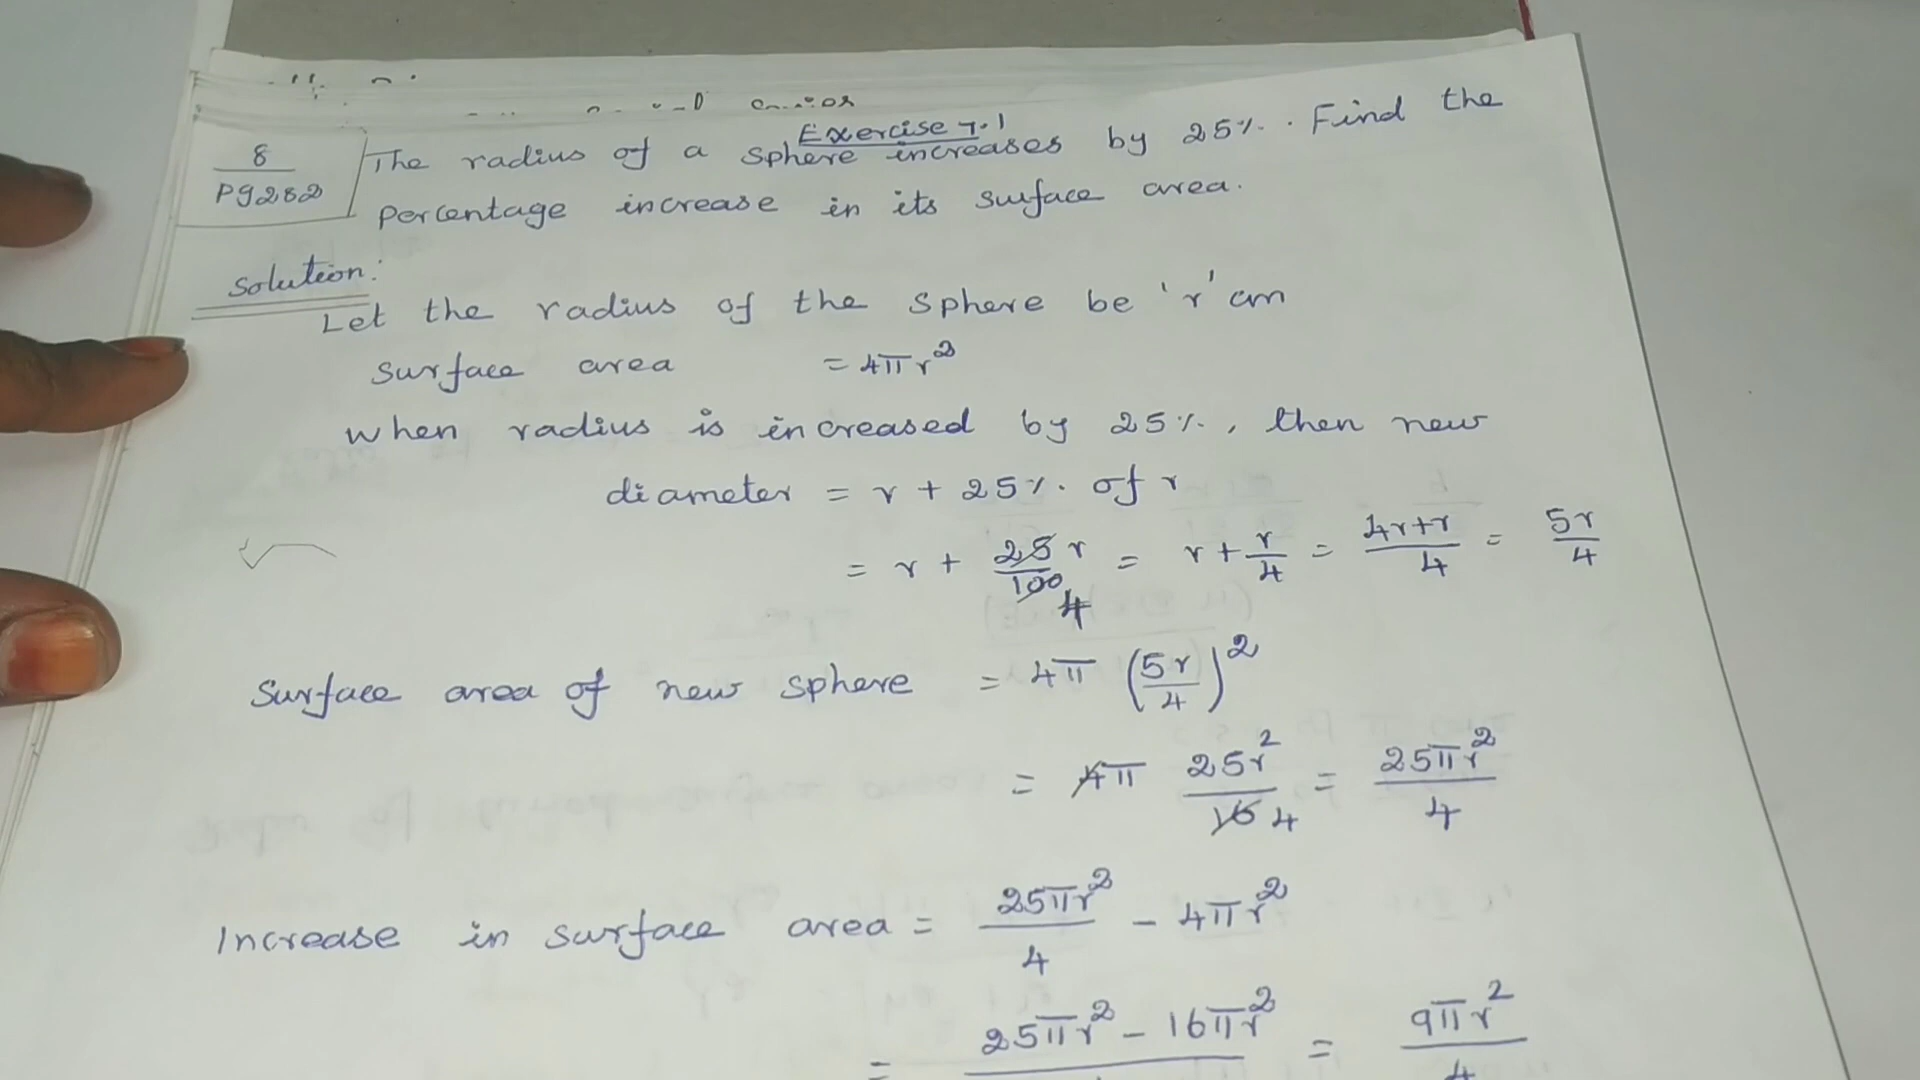 Exercise 7.1
8
Pg282
The radius of a sphere increases by 25%. Find the
percentage increase in its surface area.
Solution:
Let the radius of the sphere be 'r' cm
surface area = 4πr²
when radius is increased by 25%, then new
diameter = r + 25% of r
= r + 25r/100 4 = r + r/4 = 4r+r/4 = 5r/4
Surface area of new sphere = 4π (5r/4)²
= 4π 25r²/16 4 = 25πr²/4
Increase in surface area = 25πr²/4 - 4πr²
= 25πr² - 16πr² = 9πr²/4